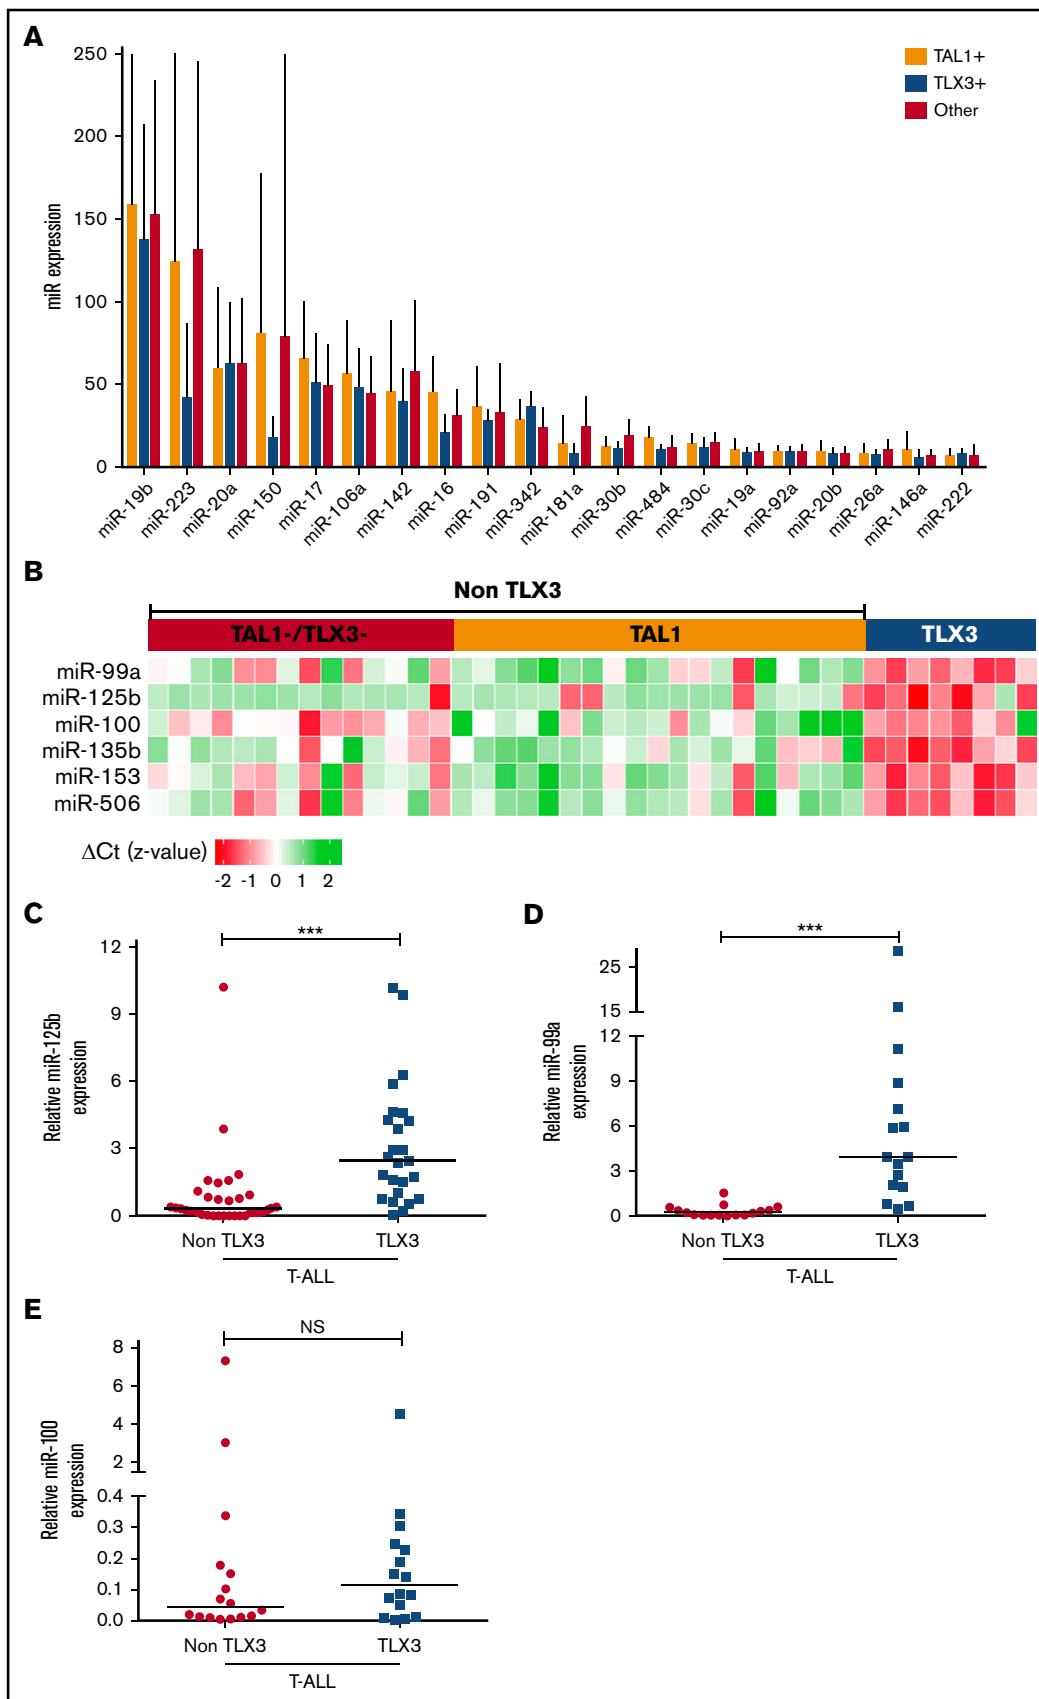 A
250
200
150
100
50
0
miR expression
TAL1+
TLX3+
Other
miR-19b
miR-223
miR-20a
miR-150
miR-17
miR-106a
miR-142
miR-16
miR-191
miR-342
miR-181a
miR-30b
miR-484
miR-30c
miR-19a
miR-92a
miR-20b
miR-26a
miR-146a
miR-222
B
Non TLX3
TAL1-/TLX3- TAL1 TLX3
miR-99a
miR-125b
miR-100
miR-135b
miR-153
miR-506
ΔCt (z-value)
-2 -1 0 1 2
C
***
12
9
6
3
0
Relative miR-125b
expression
Non TLX3 TLX3
T-ALL
D
***
25
15
12
9
6
3
0
Relative miR-99a
expression
Non TLX3 TLX3
T-ALL
E
NS
8
6
4
2
0.4
0.3
0.2
0.1
0.0
Relative miR-100
expression
Non TLX3 TLX3
T-ALL